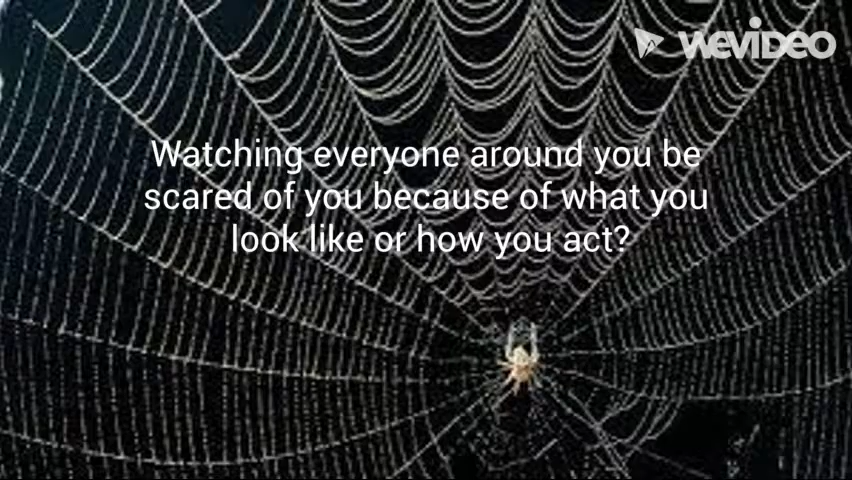 WEVIDEO
Watching everyone around you be
scared of you because of what you
look like or how you act?